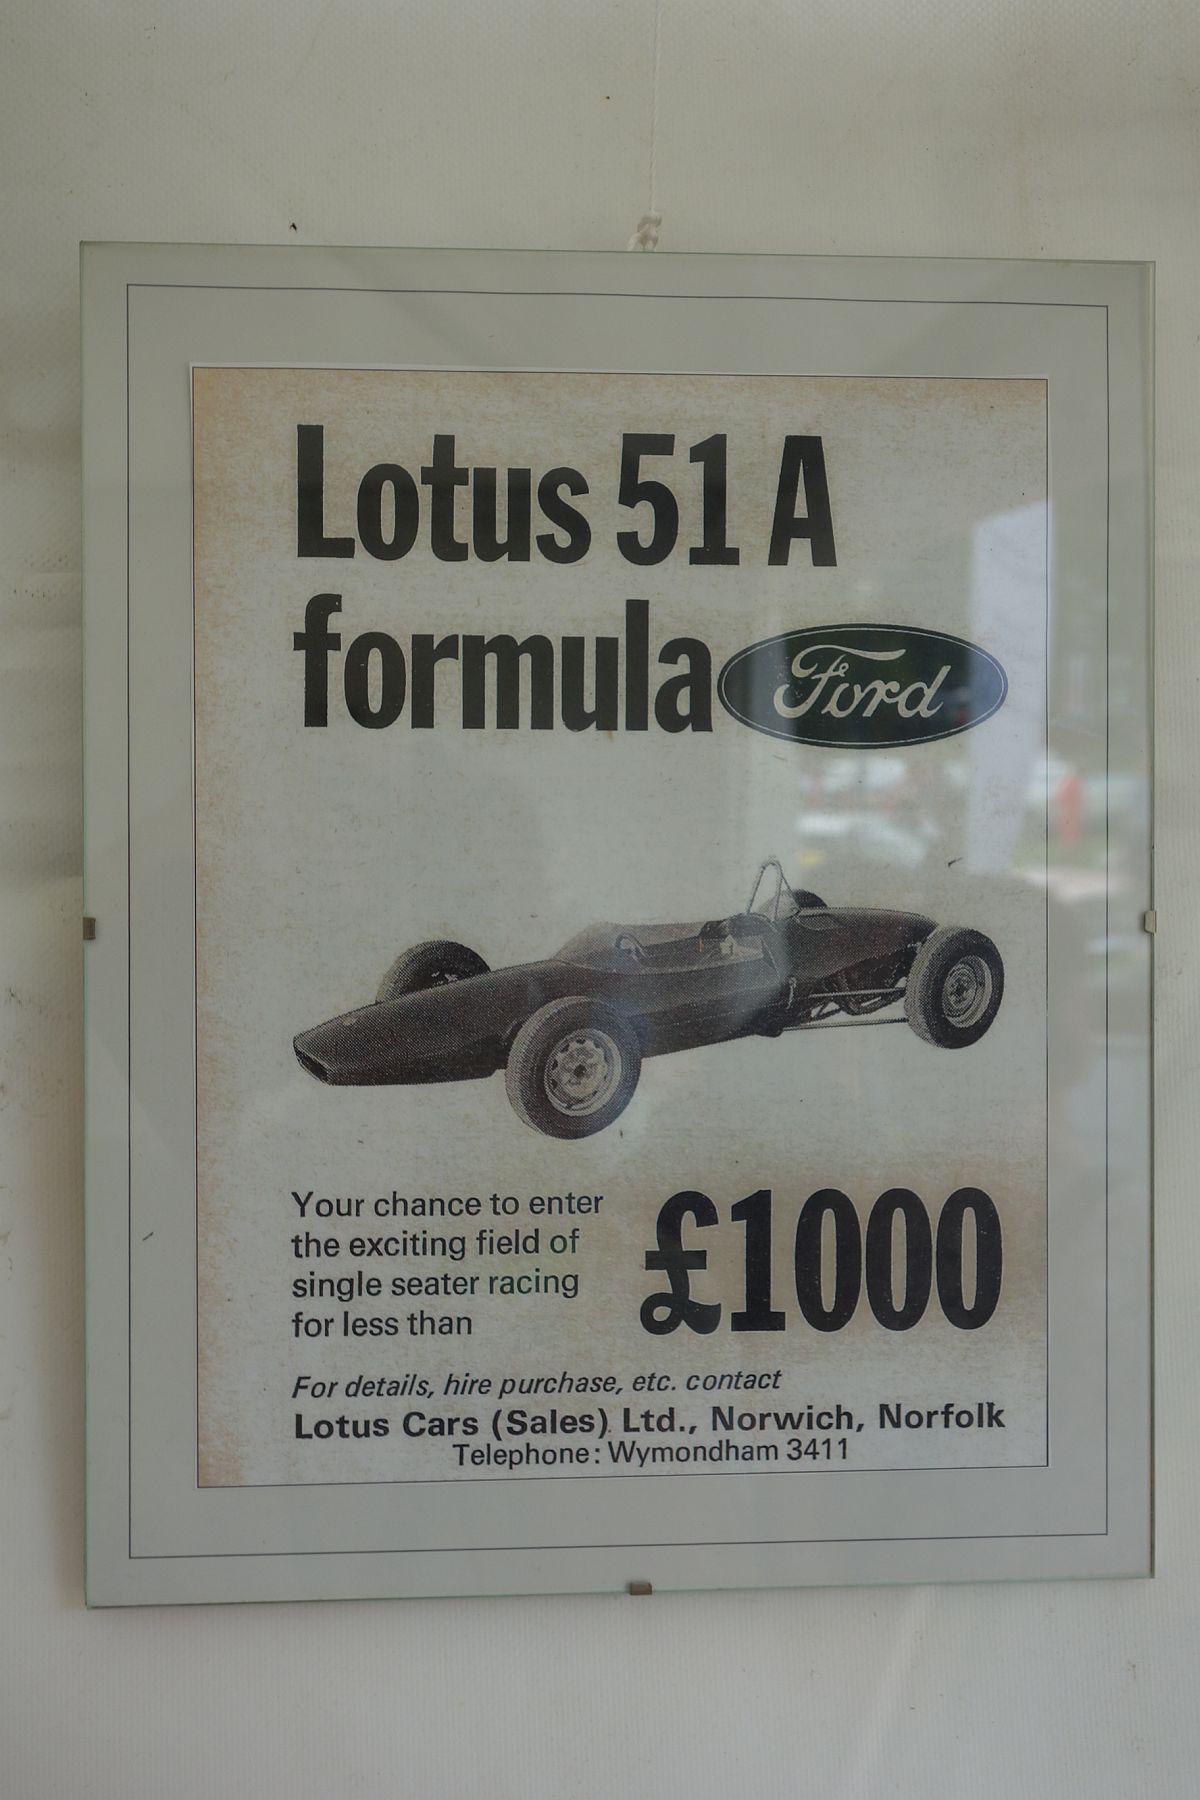 Lotus 51 A
formula Ford
Your chance to enter
the exciting field of
single seater racing
for less than
£1000
For details, hire purchase, etc. contact
Lotus Cars (Sales) Ltd., Norwich, Norfolk
Telephone: Wymondham 3411